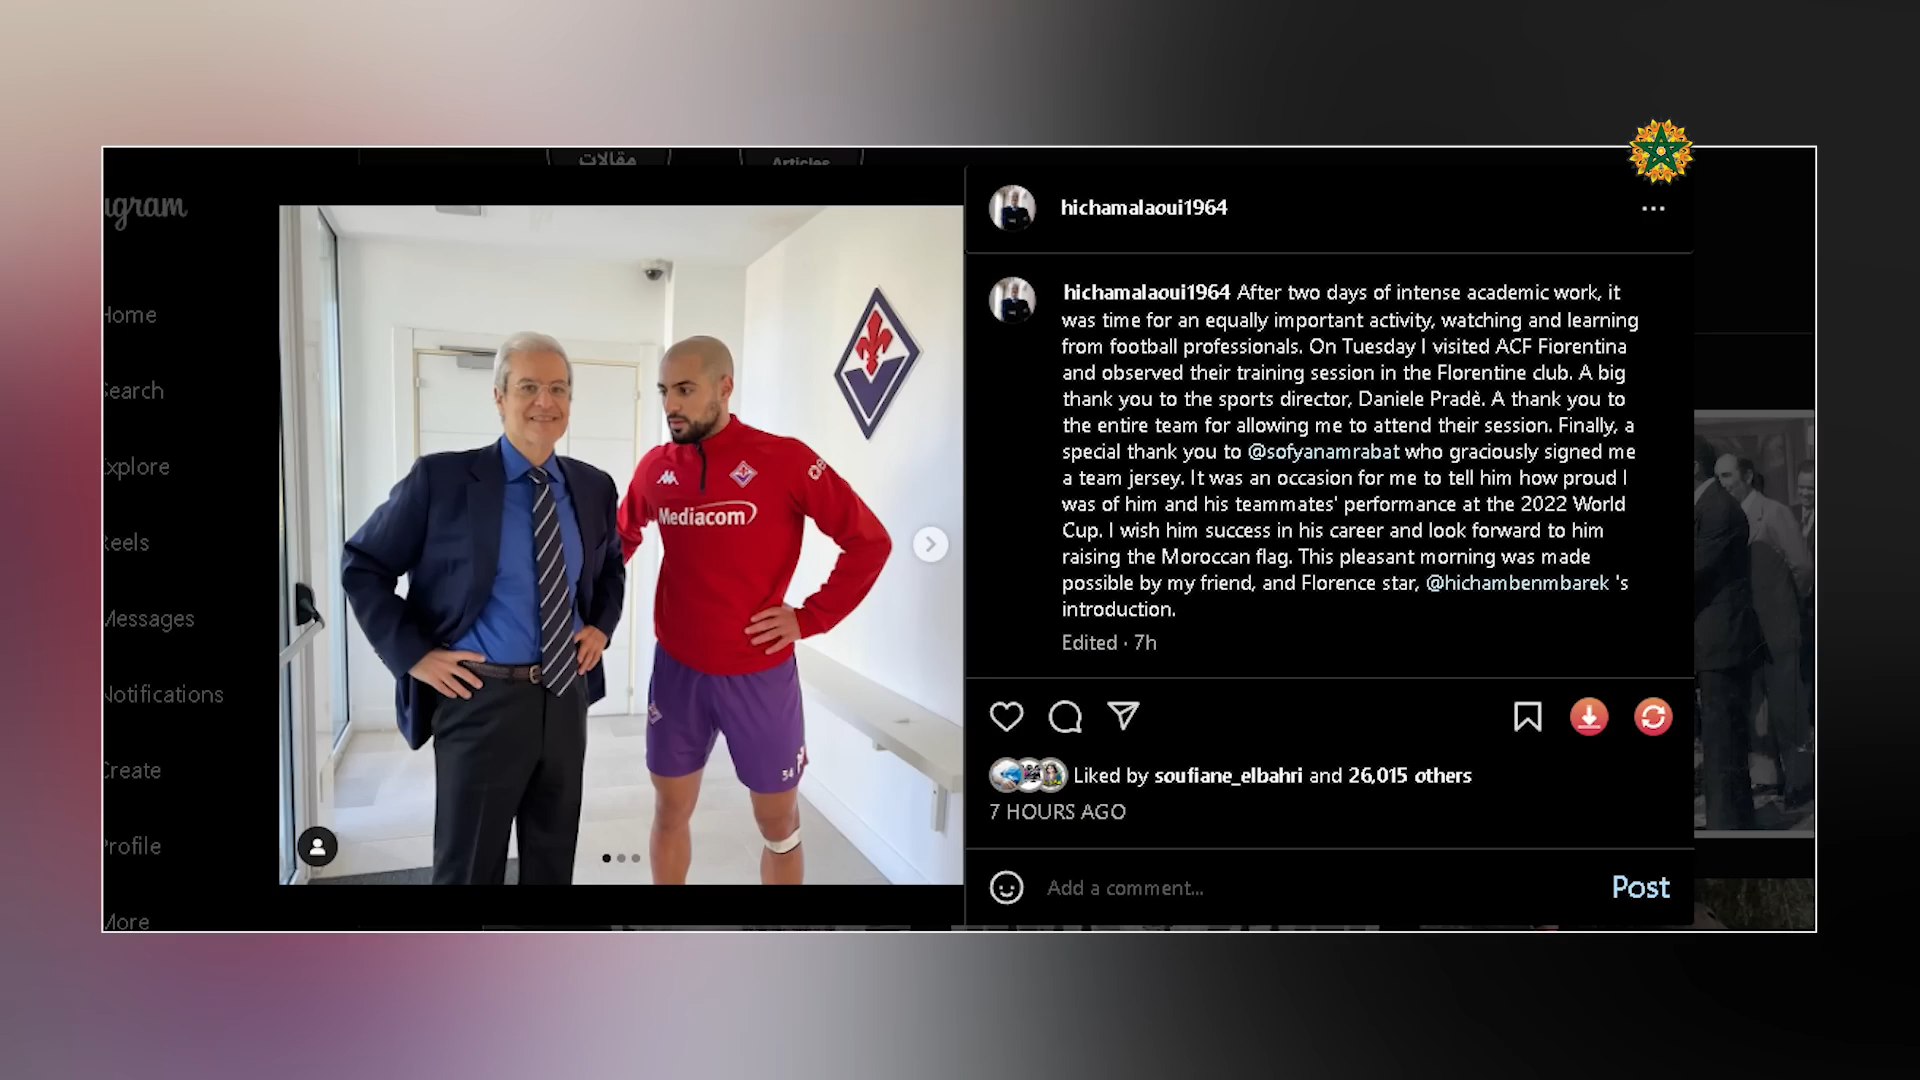 مقالات
Articles
agram
Home
Search
Explore
Reels
Messages
Notifications
Create
Profile
More
Mediacom
34
hichamalaoui1964
hichamalaoui1964 After two days of intense academic work, it
was time for an equally important activity, watching and learning
from football professionals. On Tuesday I visited ACF Fiorentina
and observed their training session in the Florentine club. A big
thank you to the sports director, Daniele Pradè. A thank you to
the entire team for allowing me to attend their session. Finally, a
special thank you to @sofyanamrabat who graciously signed me
a team jersey. It was an occasion for me to tell him how proud I
was of him and his teammates' performance at the 2022 World
Cup. I wish him success in his career and look forward to him
raising the Moroccan flag. This pleasant morning was made
possible by my friend, and Florence star, @hichambenmbarek 's
introduction.
Edited · 7h
Liked by soufiane_elbahri and 26,015 others
7 HOURS AGO
Add a comment...
Post